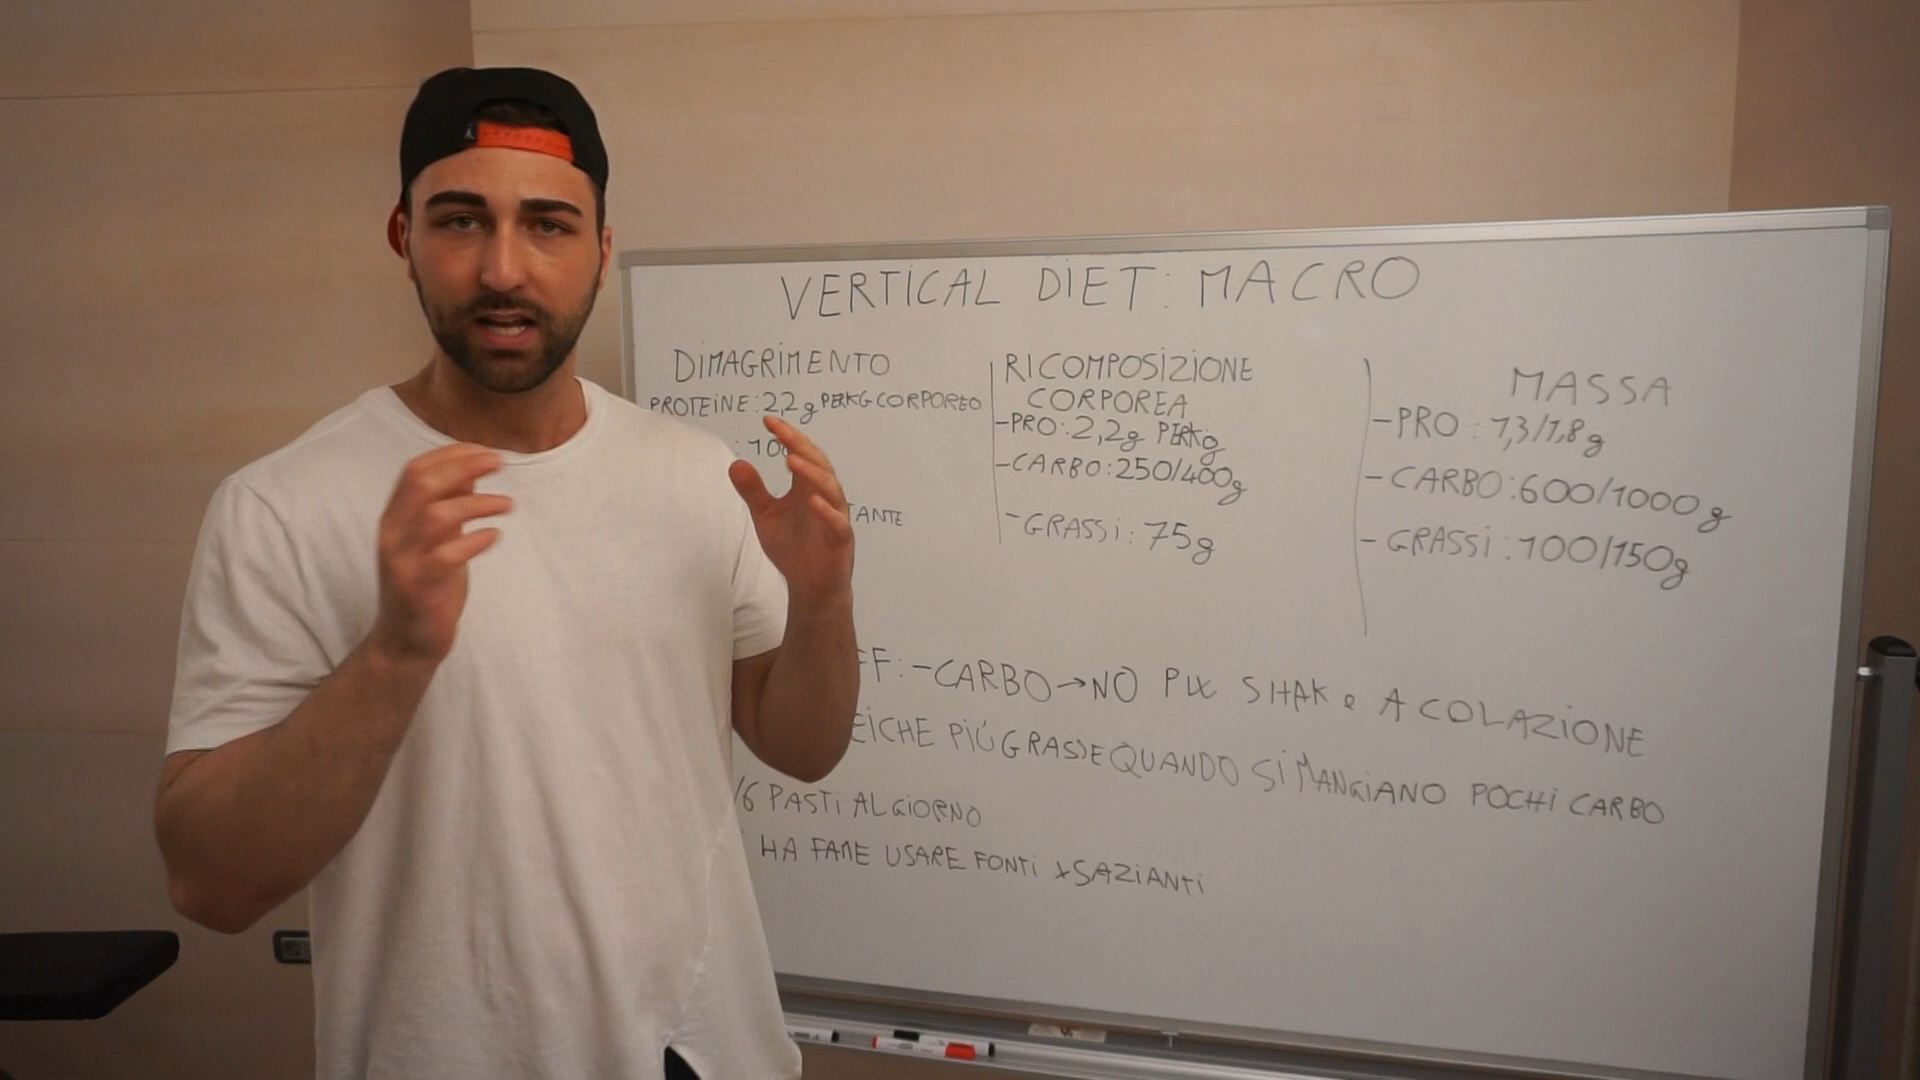 VERTICAL DIET: MACRO
DIMAGRIMENTO
PROTEINE: 2,2g PER KG CORPOREO
: 10
TANTE
RICOMPOSIZIONE
CORPOREA
-PRO: 2,2g PER Kg
-CARBO: 250/400g
-GRASSI: 75g
MASSA
-PRO: 1,3/1,8g
-CARBO: 600/1000g
-GRASSI: 100/150g
FF: -CARBO→NO PIX SHAKE A COLAZIONE
EICHE PIÙ GRASSE QUANDO SI MANGIANO POCHI CARBO
/6 PASTI AL GIORNO
HA FAME USARE FONTI +SAZIANTI